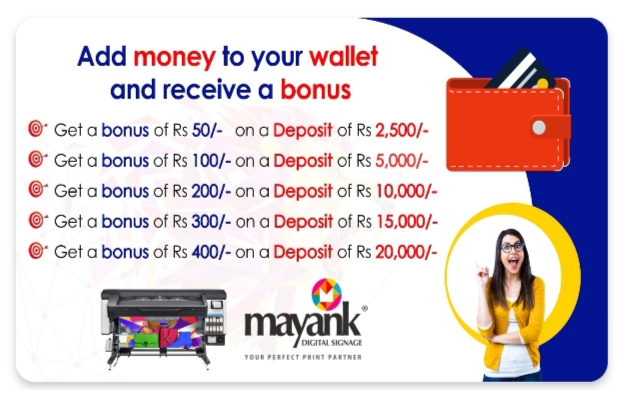 Add money to your wallet
and receive a bonus
Get a bonus of Rs 50/- on a Deposit of Rs 2,500/-
Get a bonus of Rs 100/- on a Deposit of Rs 5,000/-
Get a bonus of Rs 200/- on a Deposit of Rs 10,000/-
Get a bonus of Rs 300/- on a Deposit of Rs 15,000/-
Get a bonus of Rs 400/- on a Deposit of Rs 20,000/-
mayank®
DIGITAL SIGNAGE
YOUR PERFECT PRINT PARTNER